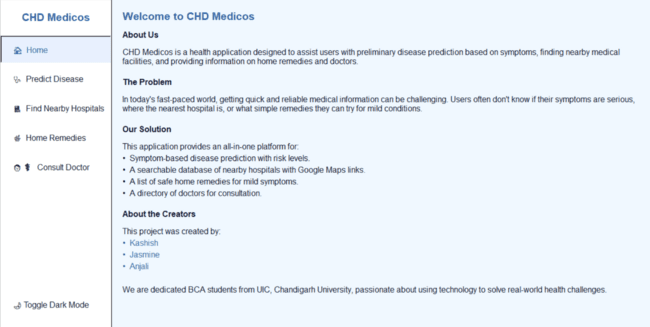 CHD Medicos
Home
Predict Disease
Find Nearby Hospitals
Home Remedies
Consult Doctor
Toggle Dark Mode
Welcome to CHD Medicos
About Us
CHD Medicos is a health application designed to assist users with preliminary disease prediction based on symptoms, finding nearby medical
facilities, and providing information on home remedies and doctors.
The Problem
In today's fast-paced world, getting quick and reliable medical information can be challenging. Users often don't know if their symptoms are serious,
where the nearest hospital is, or what simple remedies they can try for mild conditions.
Our Solution
This application provides an all-in-one platform for:
• Symptom-based disease prediction with risk levels.
• A searchable database of nearby hospitals with Google Maps links.
• A list of safe home remedies for mild symptoms.
• A directory of doctors for consultation.
About the Creators
This project was created by:
• Kashish
• Jasmine
• Anjali
We are dedicated BCA students from UIC, Chandigarh University, passionate about using technology to solve real-world health challenges.